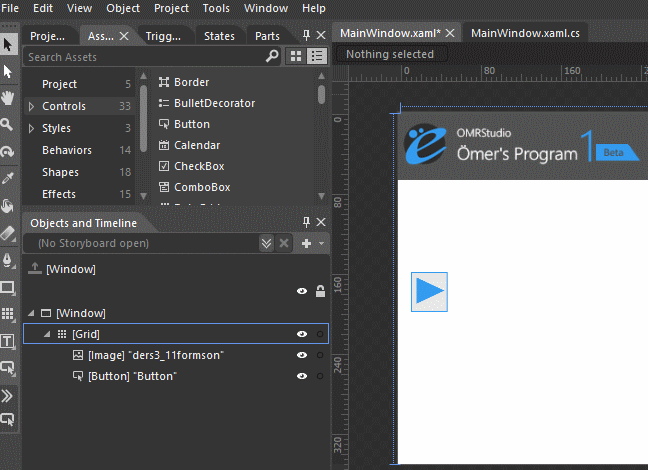 File Edit View Object Project Tools Window Help
Proje... Ass... Trigg... States Parts
MainWindow.xaml* MainWindow.xaml.cs
Search Assets
Nothing selected
0 80 160
Project 5
Controls 33
Styles 3
Behaviors 14
Shapes 18
Effects 15
Border
BulletDecorator
Button
Calendar
CheckBox
ComboBox
OMRStudio
Ömer's Program 1 Beta
0
80
160
240
320
Objects and Timeline
(No Storyboard open)
[Window]
[Window]
[Grid]
[Image] "ders3_11formson"
[Button] "Button"